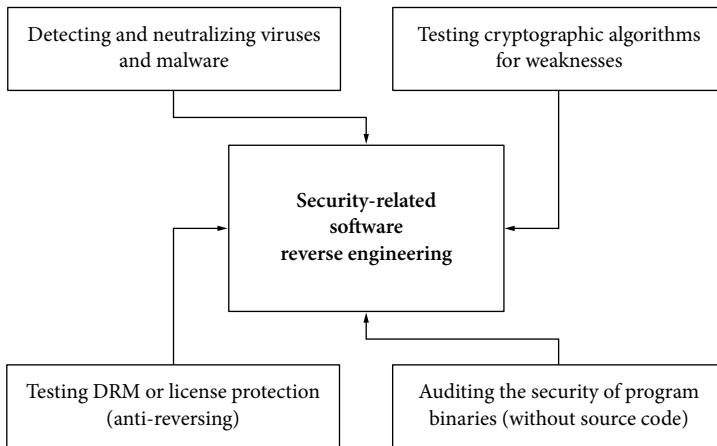 Detecting and neutralizing viruses
and malware
Testing cryptographic algorithms
for weaknesses
Security-related
software
reverse engineering
Testing DRM or license protection
(anti-reversing)
Auditing the security of program
binaries (without source code)